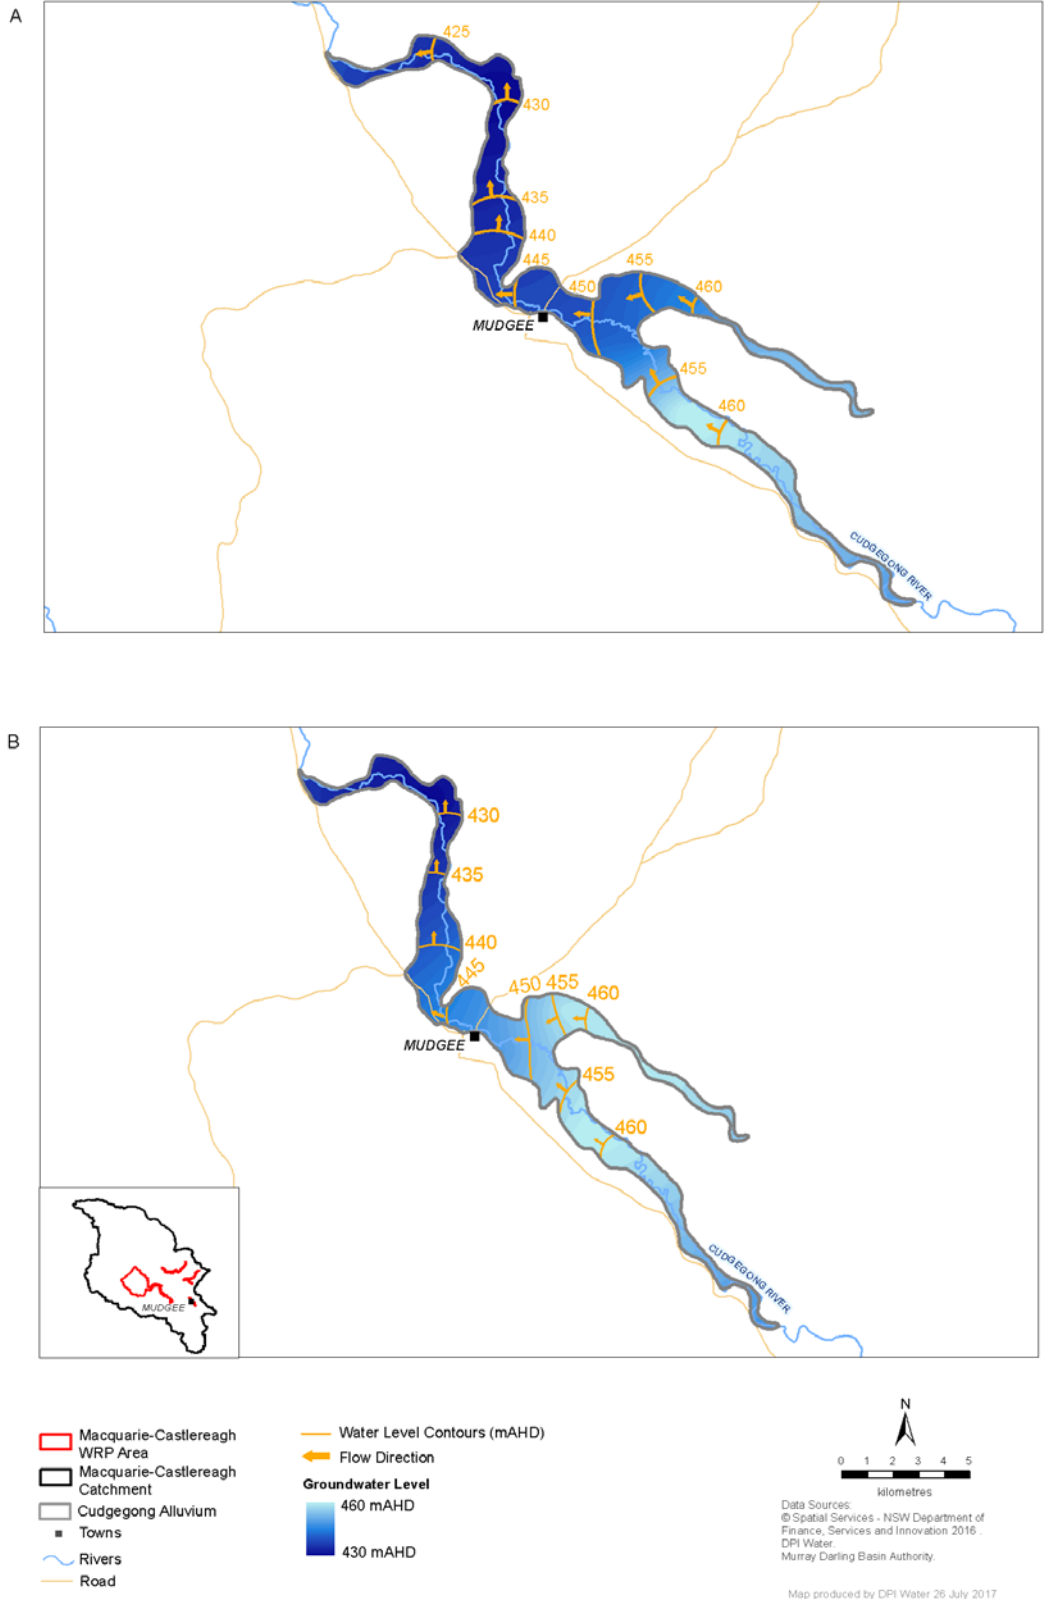 A
425
430
435
440
445
455
450
460
MUDGEE
455
460
CUDGEGONG RIVER
B
430
435
440
445
450
455
460
MUDGEE
455
460
CUDGEGONG RIVER
MUDGEE
Macquarie-Castlereagh
WRP Area
Macquarie-Castlereagh
Catchment
Cudgegong Alluvium
Towns
Rivers
Road
Water Level Contours (mAHD)
Flow Direction
Groundwater Level
460 mAHD
430 mAHD
N
0 1 2 3 4 5
kilometres
Data Sources:
© Spatial Services - NSW Department of
Finance, Services and Innovation 2016 .
DPI Water.
Murray Darling Basin Authority.
Map produced by DPI Water 26 July 2017